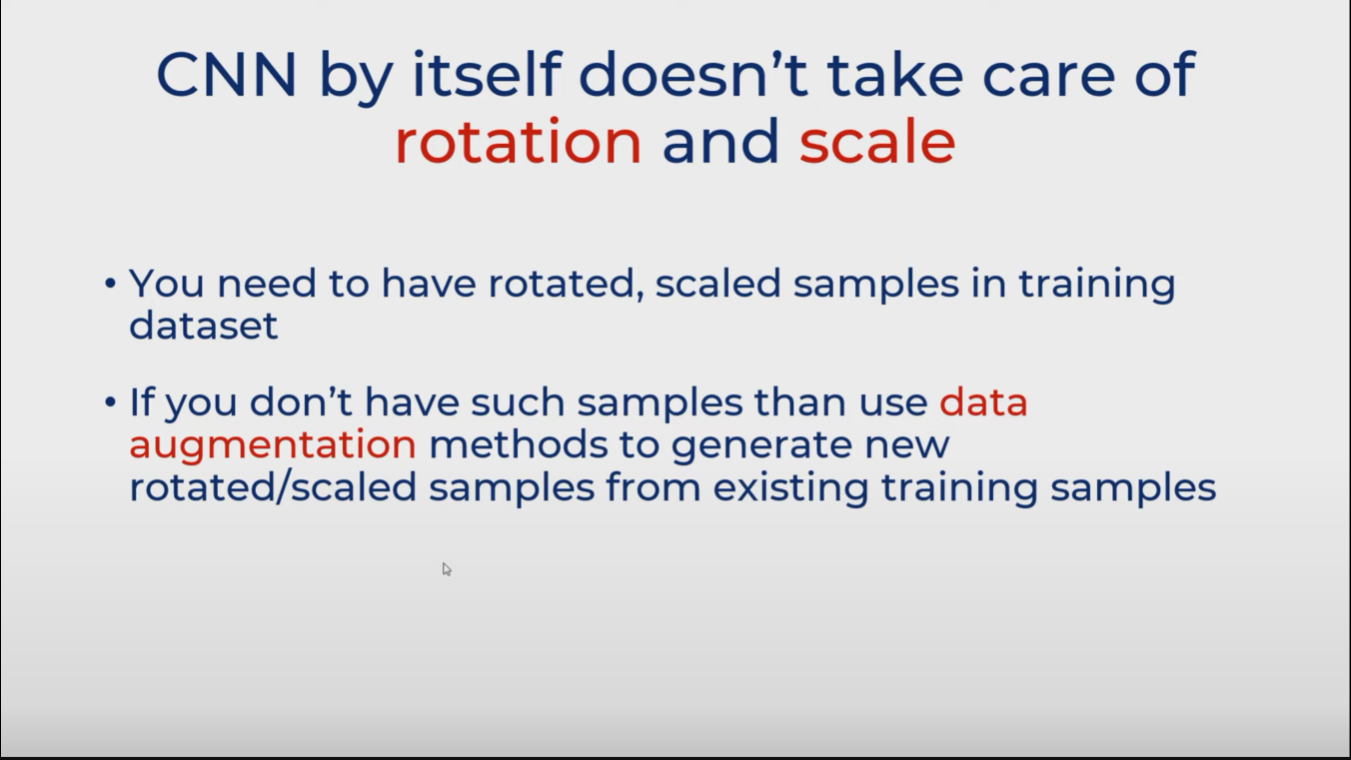 CNN by itself doesn’t take care of
rotation and scale
• You need to have rotated, scaled samples in training
dataset
• If you don’t have such samples than use data
augmentation methods to generate new
rotated/scaled samples from existing training samples